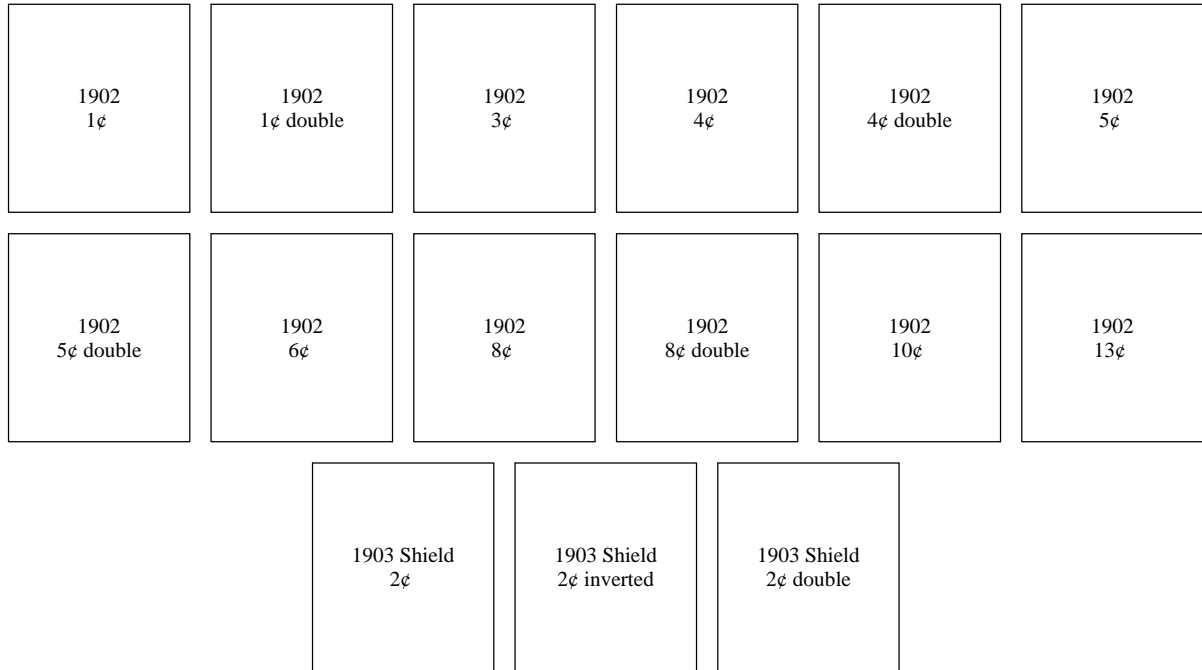 1902
1¢
1902
1¢ double
1902
3¢
1902
4¢
1902
4¢ double
1902
5¢
1902
5¢ double
1902
6¢
1902
8¢
1902
8¢ double
1902
10¢
1902
13¢
1903 Shield
2¢
1903 Shield
2¢ inverted
1903 Shield
2¢ double